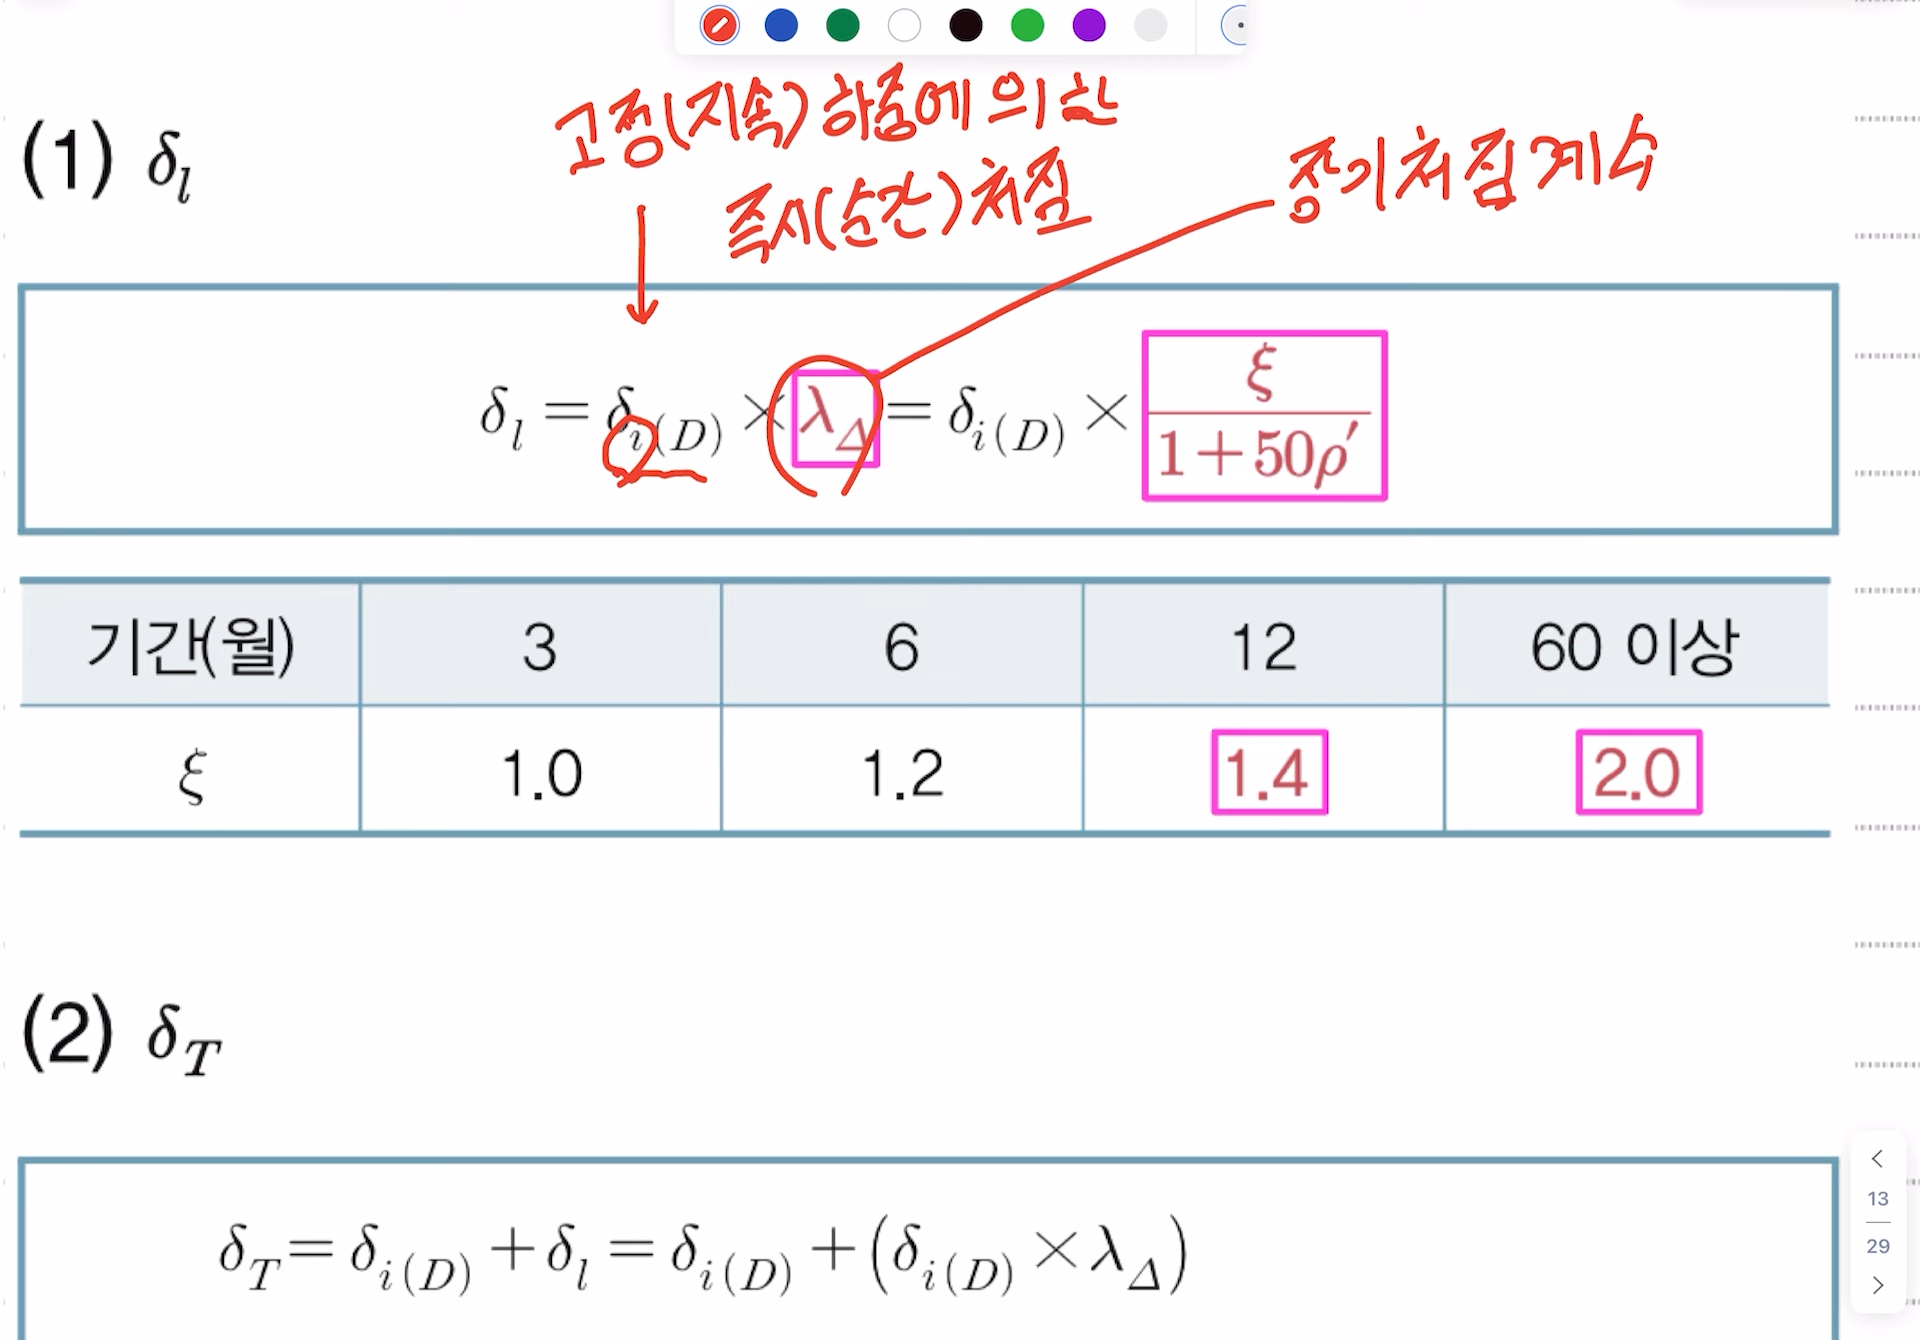 고정(지속)하중에 의한
즉시(순간)처짐
장기처짐계수
(1) δ_l
δ_l = δ_i(D) × λ_Δ = δ_i(D) × ξ / (1+50ρ′)
기간(월) 3 6 12 60 이상
ξ 1.0 1.2 1.4 2.0
(2) δ_T
δ_T = δ_i(D) + δ_l = δ_i(D) + (δ_i(D) × λ_Δ)
13
29